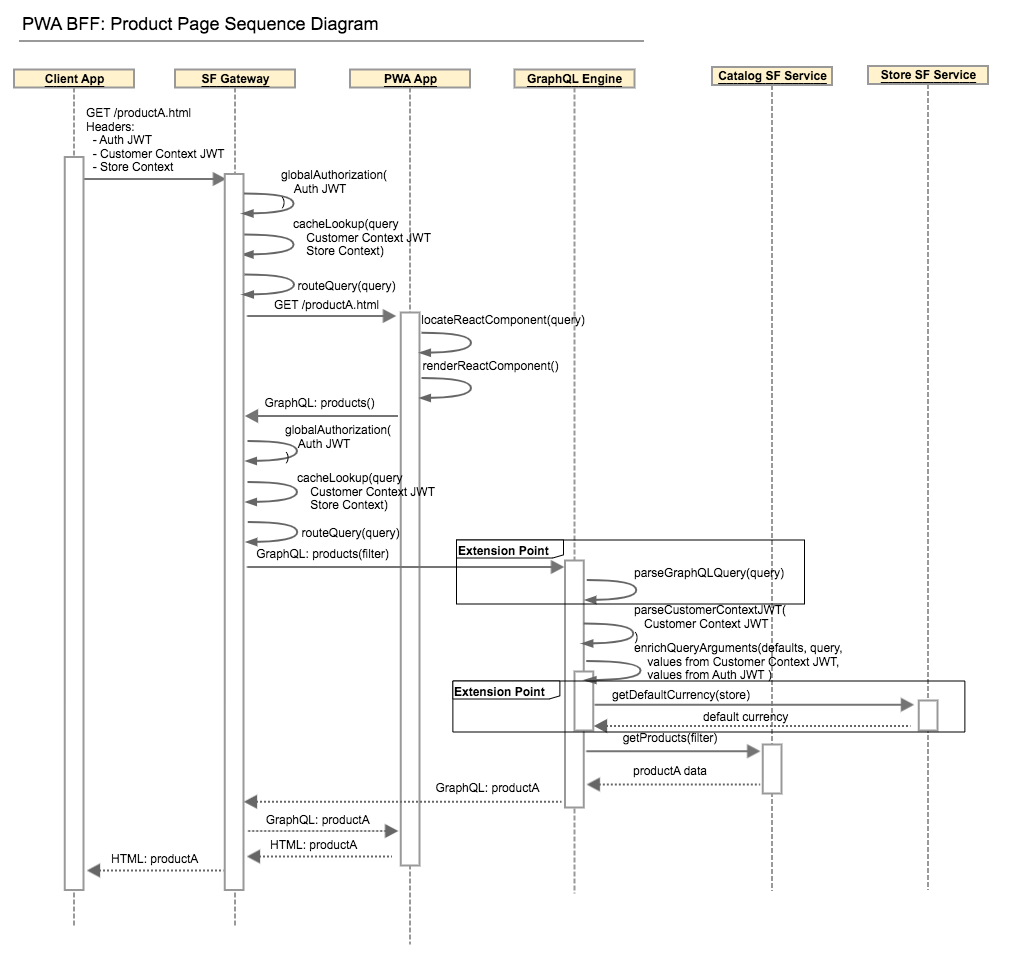 PWA BFF: Product Page Sequence Diagram
Client App
SF Gateway
PWA App
GraphQL Engine
Catalog SF Service
Store SF Service
GET /productA.html
Headers:
- Auth JWT
- Customer Context JWT
- Store Context
globalAuthorization(
Auth JWT
)
cacheLookup(query
Customer Context JWT
Store Context)
routeQuery(query)
GET /productA.html
locateReactComponent(query)
renderReactComponent()
GraphQL: products()
globalAuthorization(
Auth JWT
)
cacheLookup(query
Customer Context JWT
Store Context)
routeQuery(query)
GraphQL: products(filter)
Extension Point
parseGraphQLQuery(query)
parseCustomerContextJWT(
Customer Context JWT
)
enrichQueryArguments(defaults, query,
values from Customer Context JWT,
values from Auth JWT )
Extension Point
getDefaultCurrency(store)
default currency
getProducts(filter)
productA data
GraphQL: productA
GraphQL: productA
HTML: productA
HTML: productA